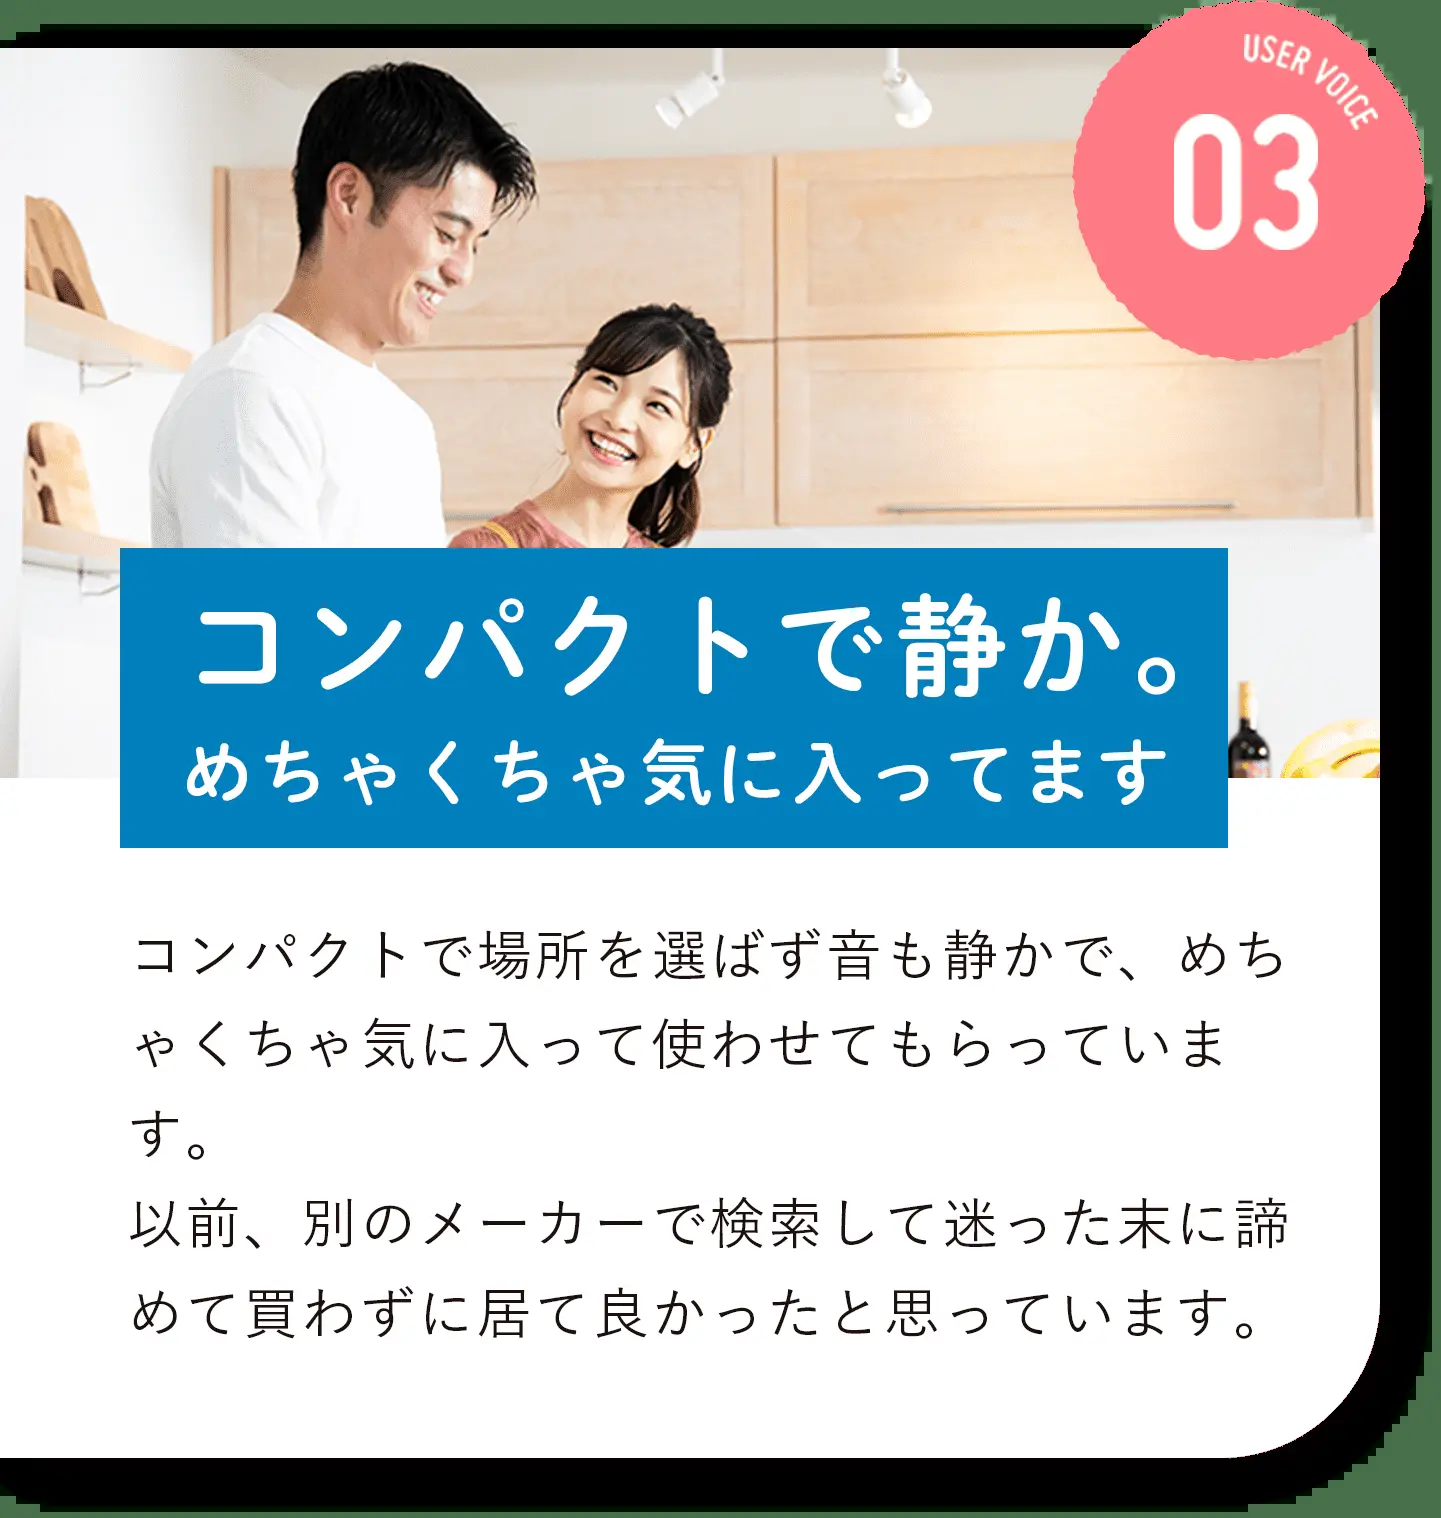 USER VOICE
03
コンパクトで静か。
めちゃくちゃ気に入ってます
コンパクトで場所を選ばず音も静かで、めち
ゃくちゃ気に入って使わせてもらっていま
す。
以前、別のメーカーで検索して迷った末に諦
めて買わずに居て良かったと思っています。